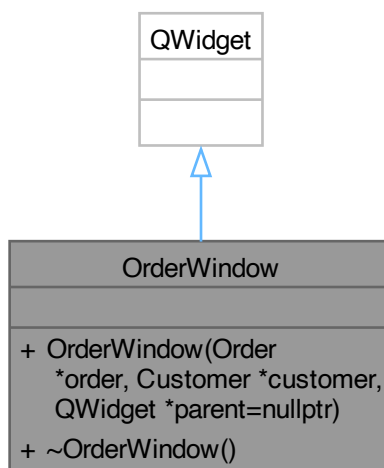 QWidget
OrderWindow
+ OrderWindow(Order
*order, Customer *customer,
QWidget *parent=nullptr)
+ ~OrderWindow()